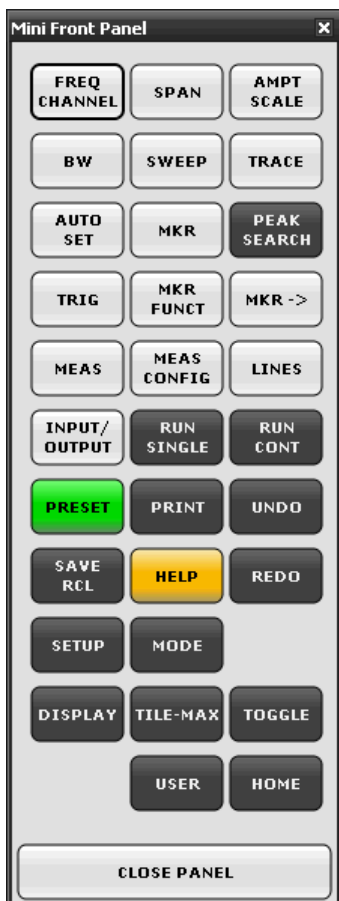 Mini Front Panel x
FREQ
CHANNEL
SPAN
AMPT
SCALE
BW
SWEEP
TRACE
AUTO
SET
MKR
PEAK
SEARCH
TRIG
MKR
FUNCT
MKR ->
MEAS
MEAS
CONFIG
LINES
INPUT/
OUTPUT
RUN
SINGLE
RUN
CONT
PRESET
PRINT
UNDO
SAVE
RCL
HELP
REDO
SETUP
MODE
DISPLAY
TILE-MAX
TOGGLE
USER
HOME
CLOSE PANEL